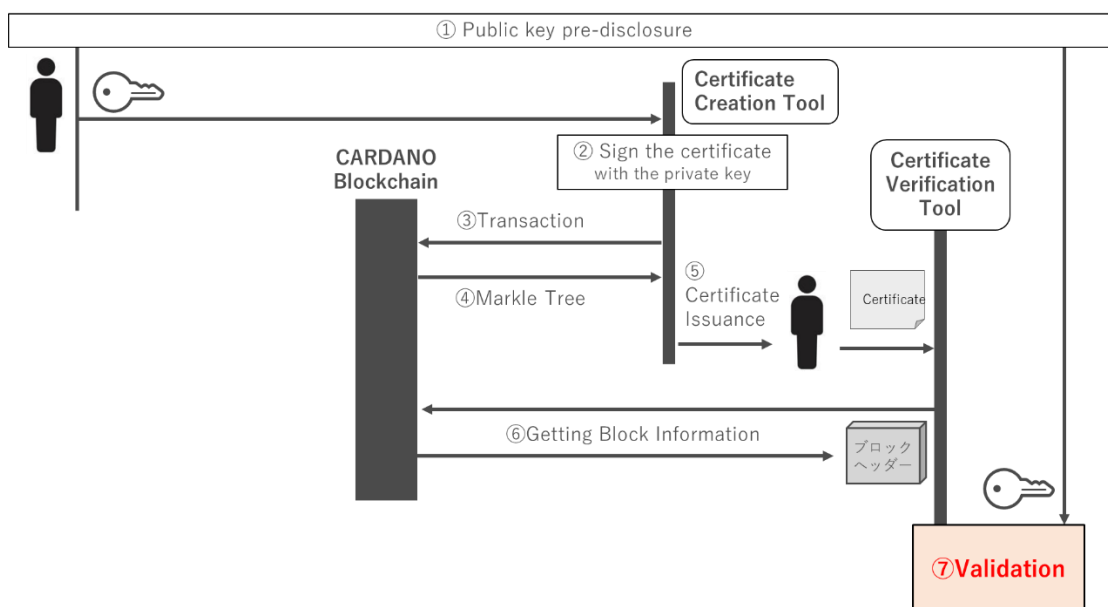 ① Public key pre-disclosure
Certificate
Creation Tool
② Sign the certificate
with the private key
CARDANO
Blockchain
Certificate
Verification
Tool
③Transaction
④Markle Tree
⑤
Certificate
Issuance
Certificate
⑥Getting Block Information
ブロック
ヘッダー
⑦Validation